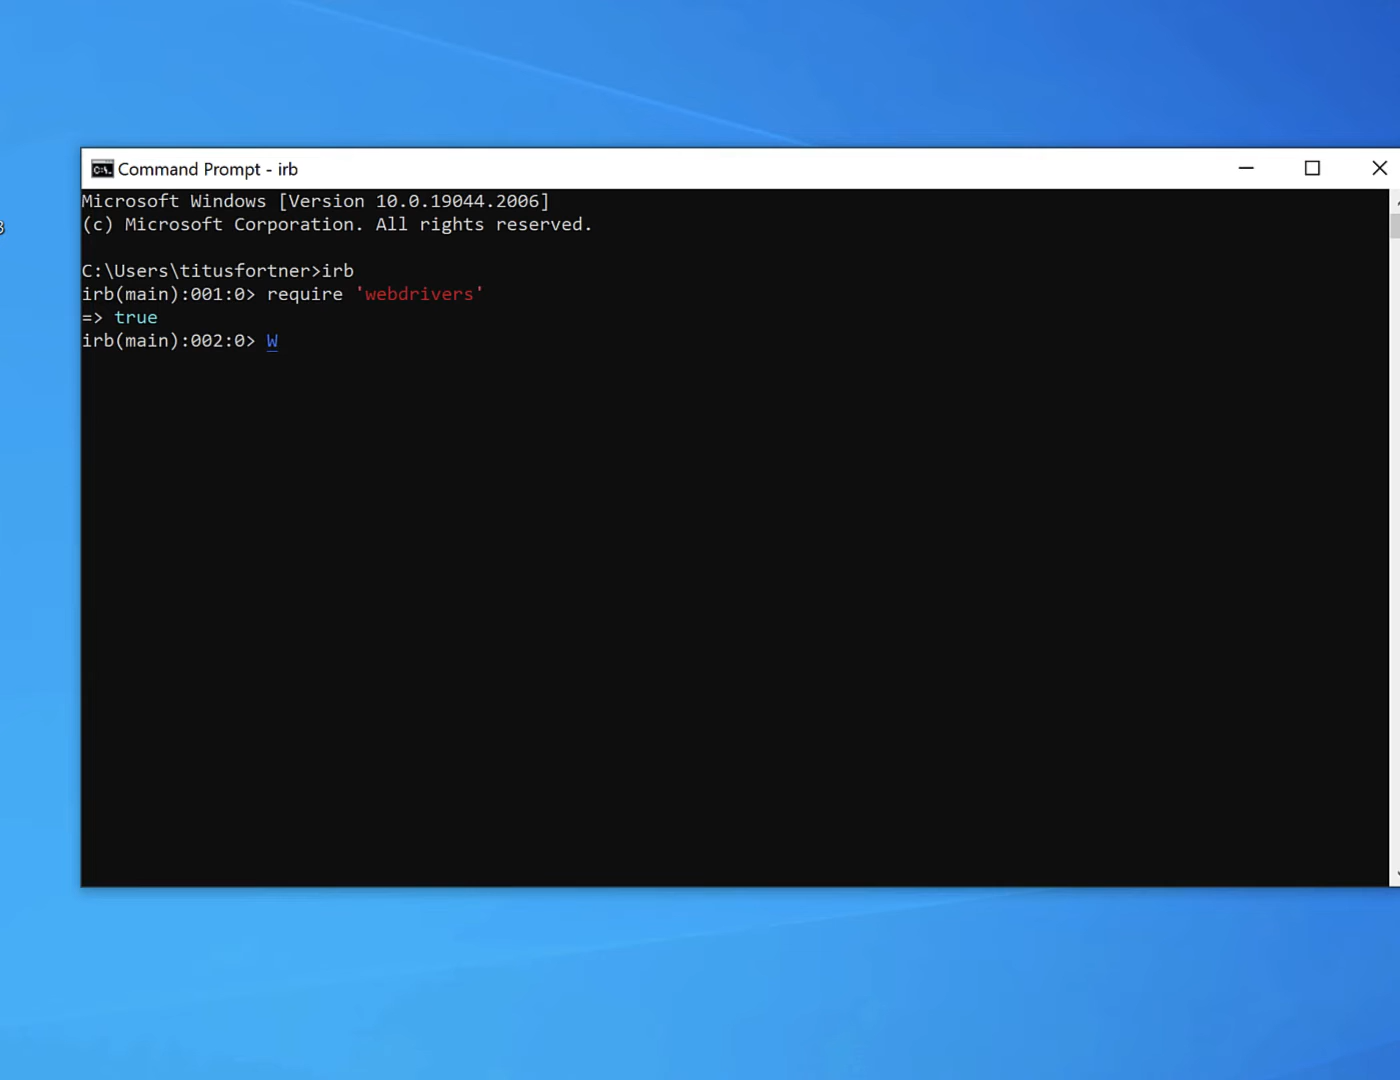 Command Prompt - irb
Microsoft Windows [Version 10.0.19044.2006]
(c) Microsoft Corporation. All rights reserved.
C:\Users\titusfortner>irb
irb(main):001:0> require 'webdrivers'
=> true
irb(main):002:0> W